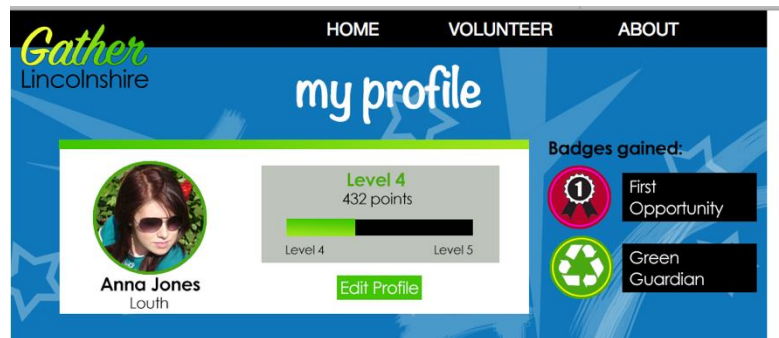 Gather
Lincolnshire
HOME VOLUNTEER ABOUT
my profile
Anna Jones
Louth
Level 4
432 points
Level 4 Level 5
Edit Profile
Badges gained:
1
First
Opportunity
Green
Guardian